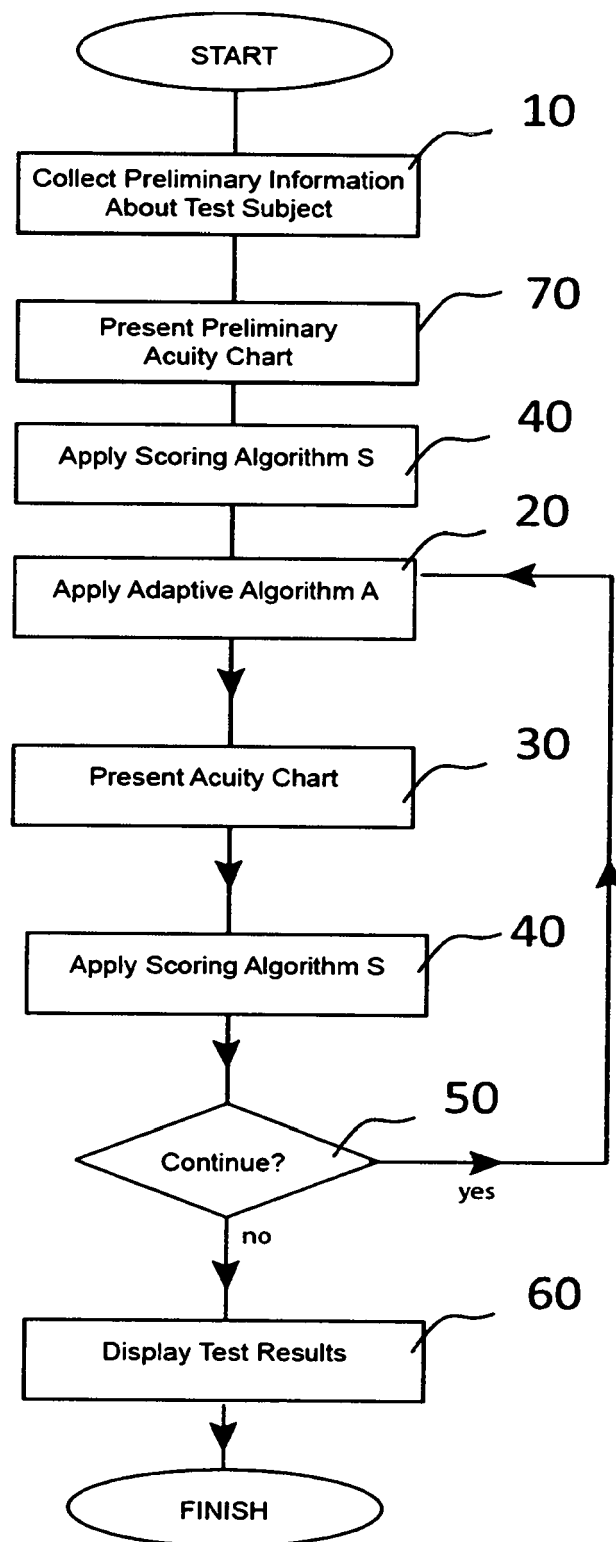 START
10
Collect Preliminary Information
About Test Subject
70
Present Preliminary
Acuity Chart
40
Apply Scoring Algorithm S
20
Apply Adaptive Algorithm A
30
Present Acuity Chart
40
Apply Scoring Algorithm S
50
Continue?
yes
no
60
Display Test Results
FINISH